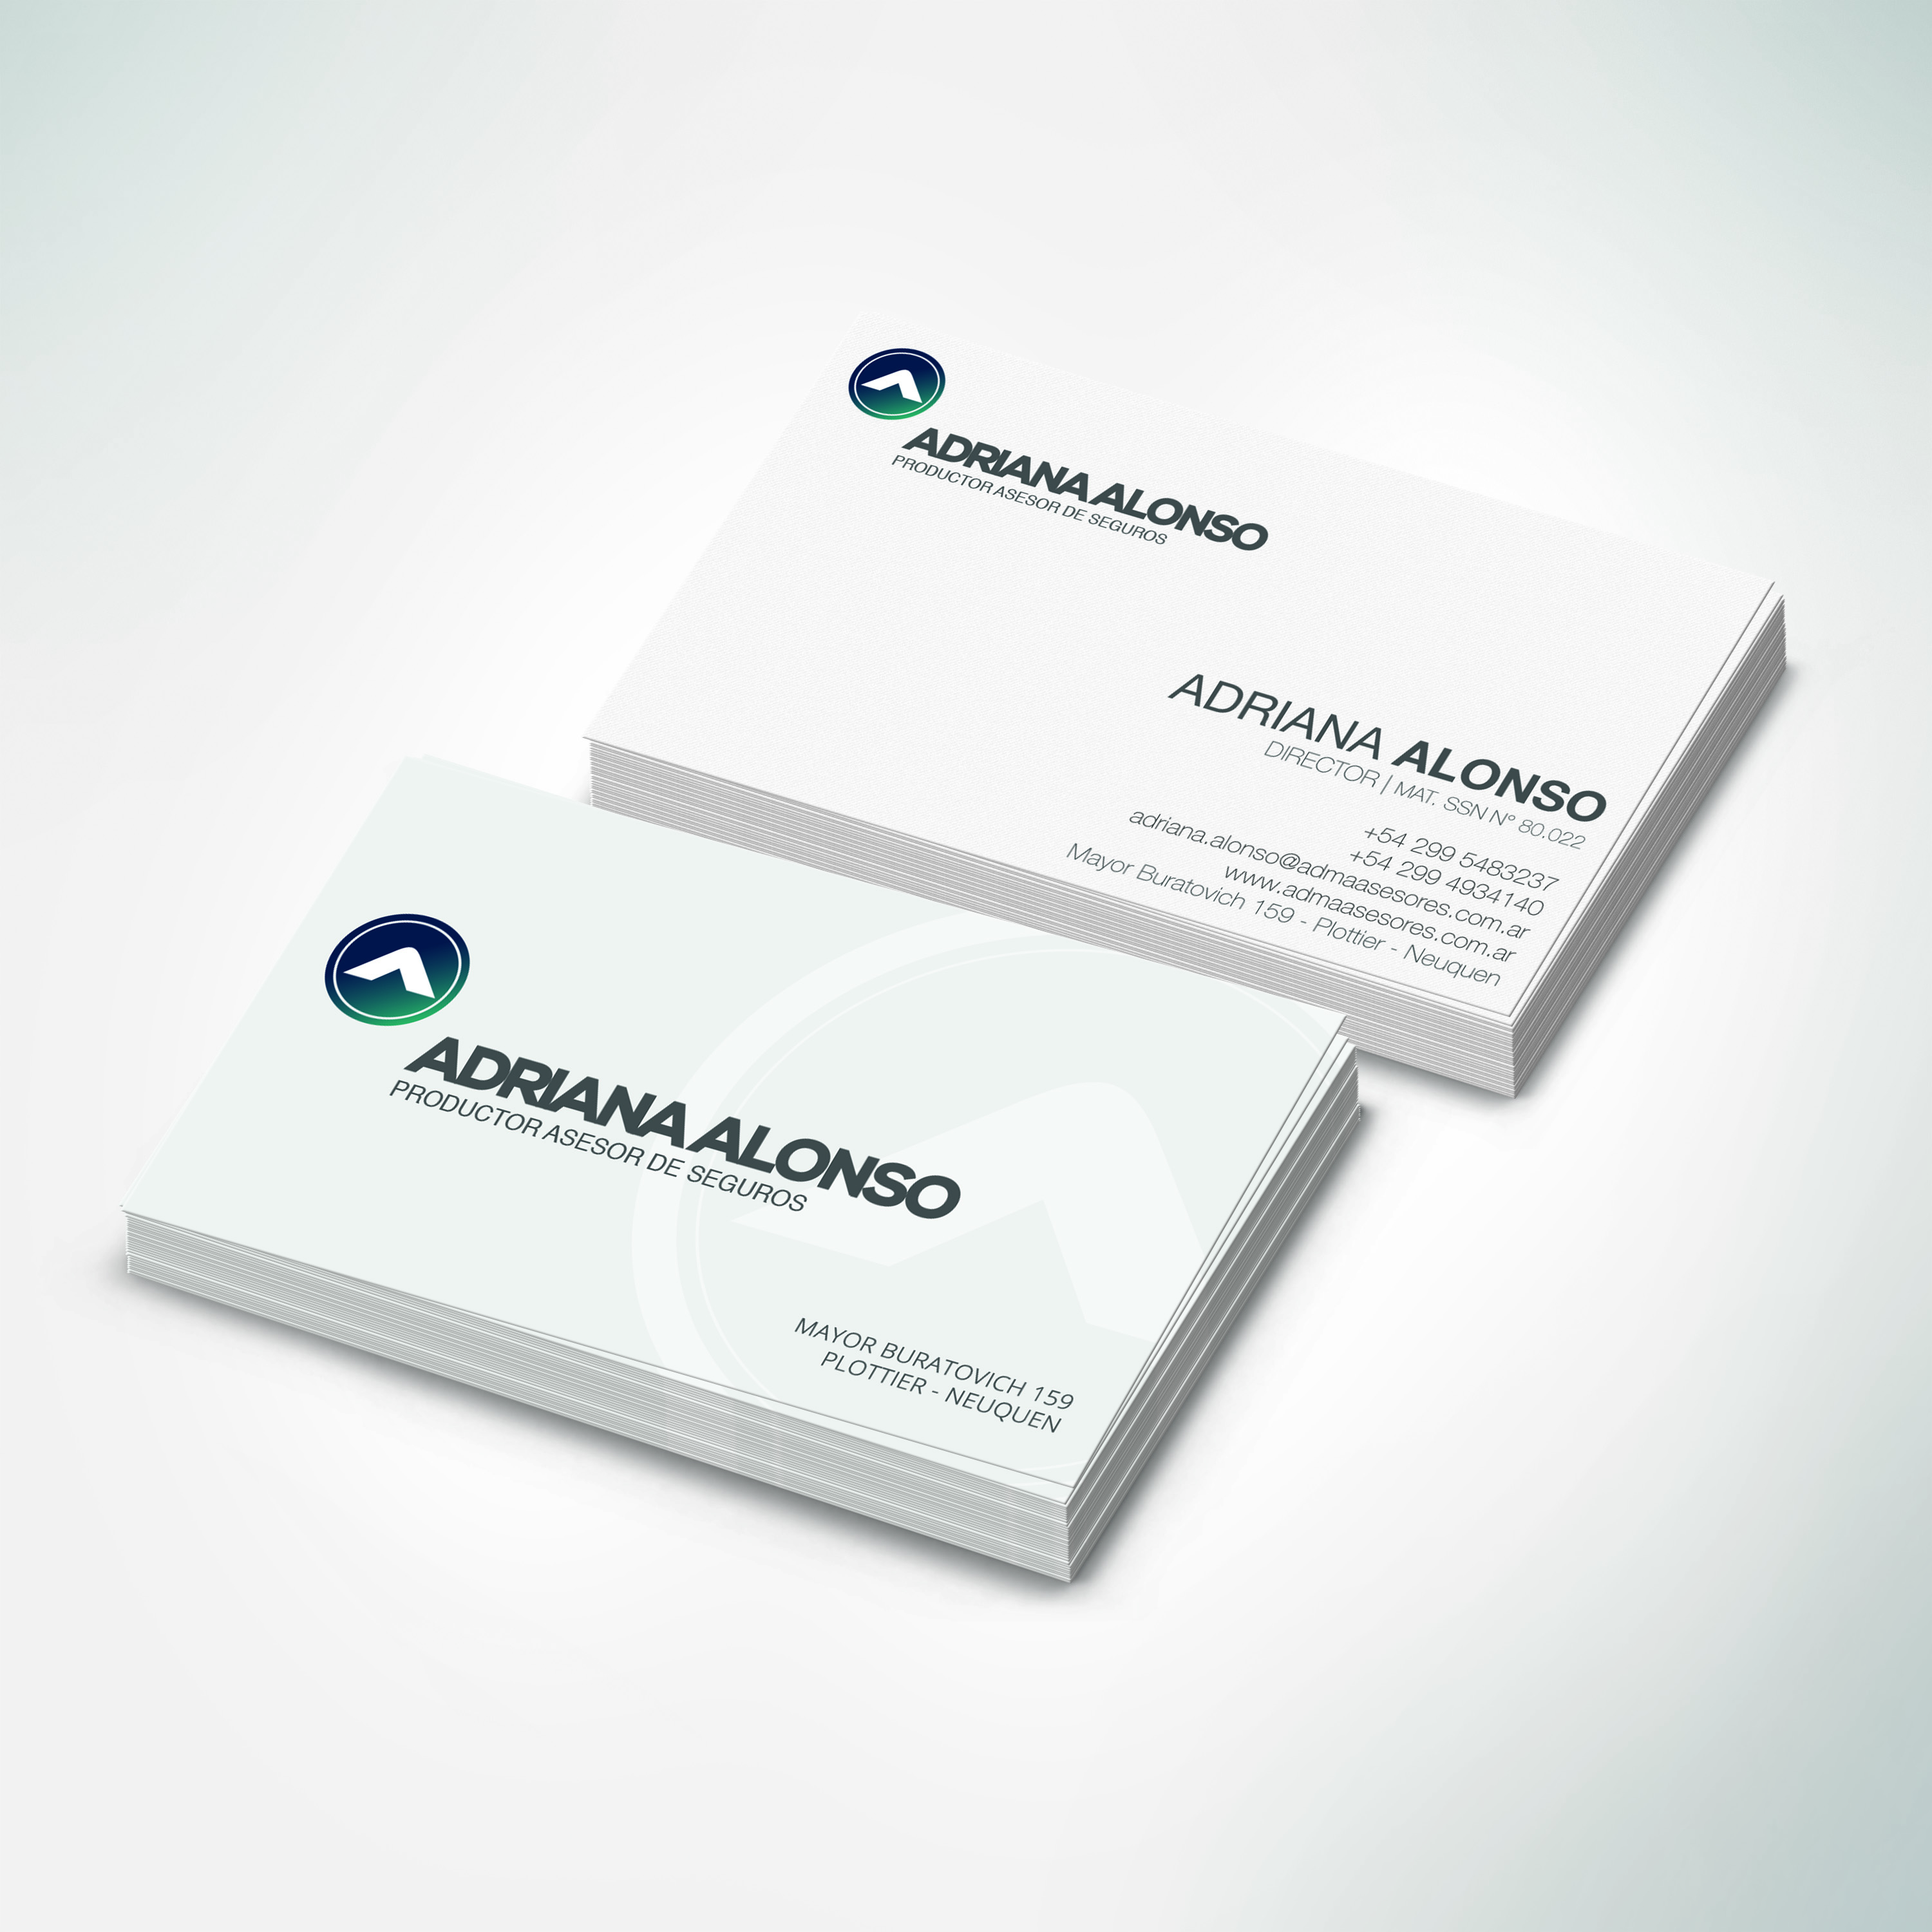 ADRIANA ALONSO
PRODUCTOR ASESOR DE SEGUROS
ADRIANA ALONSO
DIRECTOR | MAT. SSN N° 80.022
+54 299 5483237
+54 299 4934140
adriana.alonso@admaasesores.com.ar
www.admaasesores.com.ar
Mayor Buratovich 159 - Plottier - Neuquen
ADRIANA ALONSO
PRODUCTOR ASESOR DE SEGUROS
MAYOR BURATOVICH 159
PLOTTIER - NEUQUEN